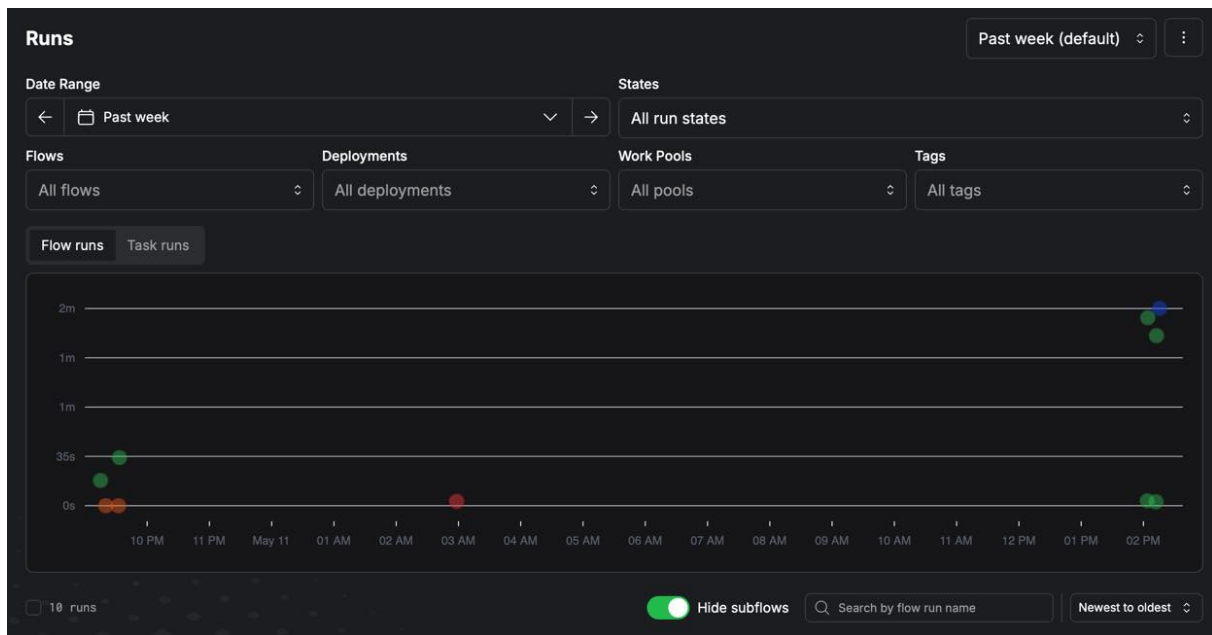 Runs
Past week (default)
Date Range
States
Past week
All run states
Flows
Deployments
Work Pools
Tags
All flows
All deployments
All pools
All tags
Flow runs Task runs
2m
1m
1m
35s
0s
10 PM 11 PM May 11 01 AM 02 AM 03 AM 04 AM 05 AM 06 AM 07 AM 08 AM 09 AM 10 AM 11 AM 12 PM 01 PM 02 PM
10 runs
Hide subflows
Search by flow run name
Newest to oldest